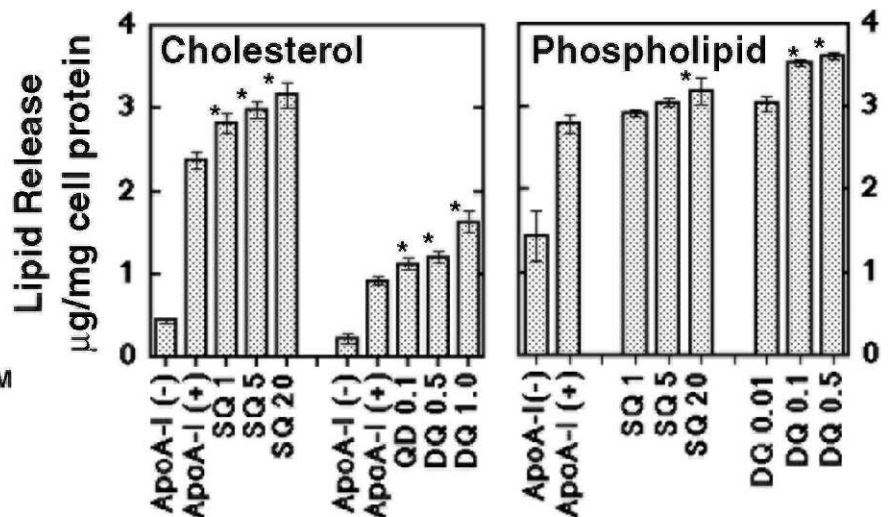 Cholesterol
Phospholipid
Lipid Release
μg/mg cell protein
4
3
2
1
0
4
3
2
1
0
*
*
*
*
*
*
*
*
*
M
ApoA-I (-)
ApoA-I (+)
SQ 1
SQ 5
SQ 20
ApoA-I (-)
ApoA-I (+)
QD 0.1
DQ 0.5
DQ 1.0
ApoA-I(-)
ApoA-I (+)
SQ 1
SQ 5
SQ 20
DQ 0.01
DQ 0.1
DQ 0.5